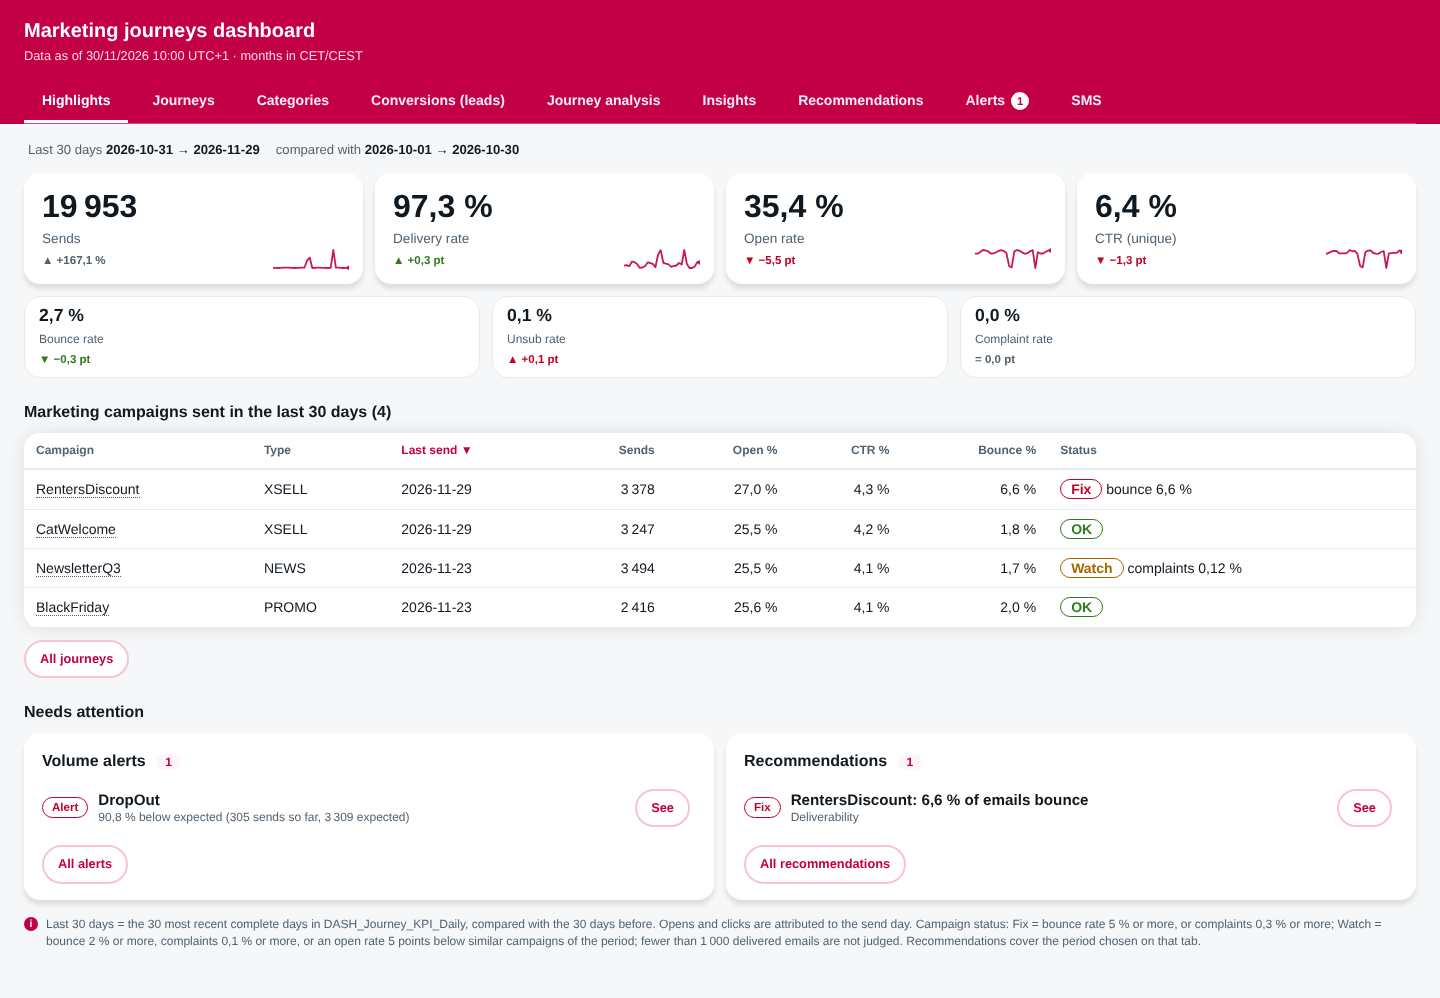 Marketing journeys dashboard
Data as of 30/11/2026 10:00 UTC+1 · months in CET/CEST
Highlights Journeys Categories Conversions (leads) Journey analysis Insights Recommendations Alerts 1 SMS
Last 30 days 2026-10-31 → 2026-11-29 compared with 2026-10-01 → 2026-10-30
19 953 97,3 % 35,4 % 6,4 %
Sends Delivery rate Open rate CTR (unique)
▲ +167,1 % ▲ +0,3 pt ▼ −5,5 pt ▼ −1,3 pt
2,7 % 0,1 % 0,0 %
Bounce rate Unsub rate Complaint rate
▼ −0,3 pt ▲ +0,1 pt = 0,0 pt
Marketing campaigns sent in the last 30 days (4)
Campaign Type Last send ▼ Sends Open % CTR % Bounce % Status
RentersDiscount XSELL 2026-11-29 3 378 27,0 % 4,3 % 6,6 % Fix bounce 6,6 %
CatWelcome XSELL 2026-11-29 3 247 25,5 % 4,2 % 1,8 % OK
NewsletterQ3 NEWS 2026-11-23 3 494 25,5 % 4,1 % 1,7 % Watch complaints 0,12 %
BlackFriday PROMO 2026-11-23 2 416 25,6 % 4,1 % 2,0 % OK
All journeys
Needs attention
Volume alerts 1
Alert DropOut See
90,8 % below expected (305 sends so far, 3 309 expected)
All alerts
Recommendations 1
Fix RentersDiscount: 6,6 % of emails bounce See
Deliverability
All recommendations
i Last 30 days = the 30 most recent complete days in DASH_Journey_KPI_Daily, compared with the 30 days before. Opens and clicks are attributed to the send day. Campaign status: Fix = bounce rate 5 % or more, or complaints 0,3 % or more; Watch =
bounce 2 % or more, complaints 0,1 % or more, or an open rate 5 points below similar campaigns of the period; fewer than 1 000 delivered emails are not judged. Recommendations cover the period chosen on that tab.